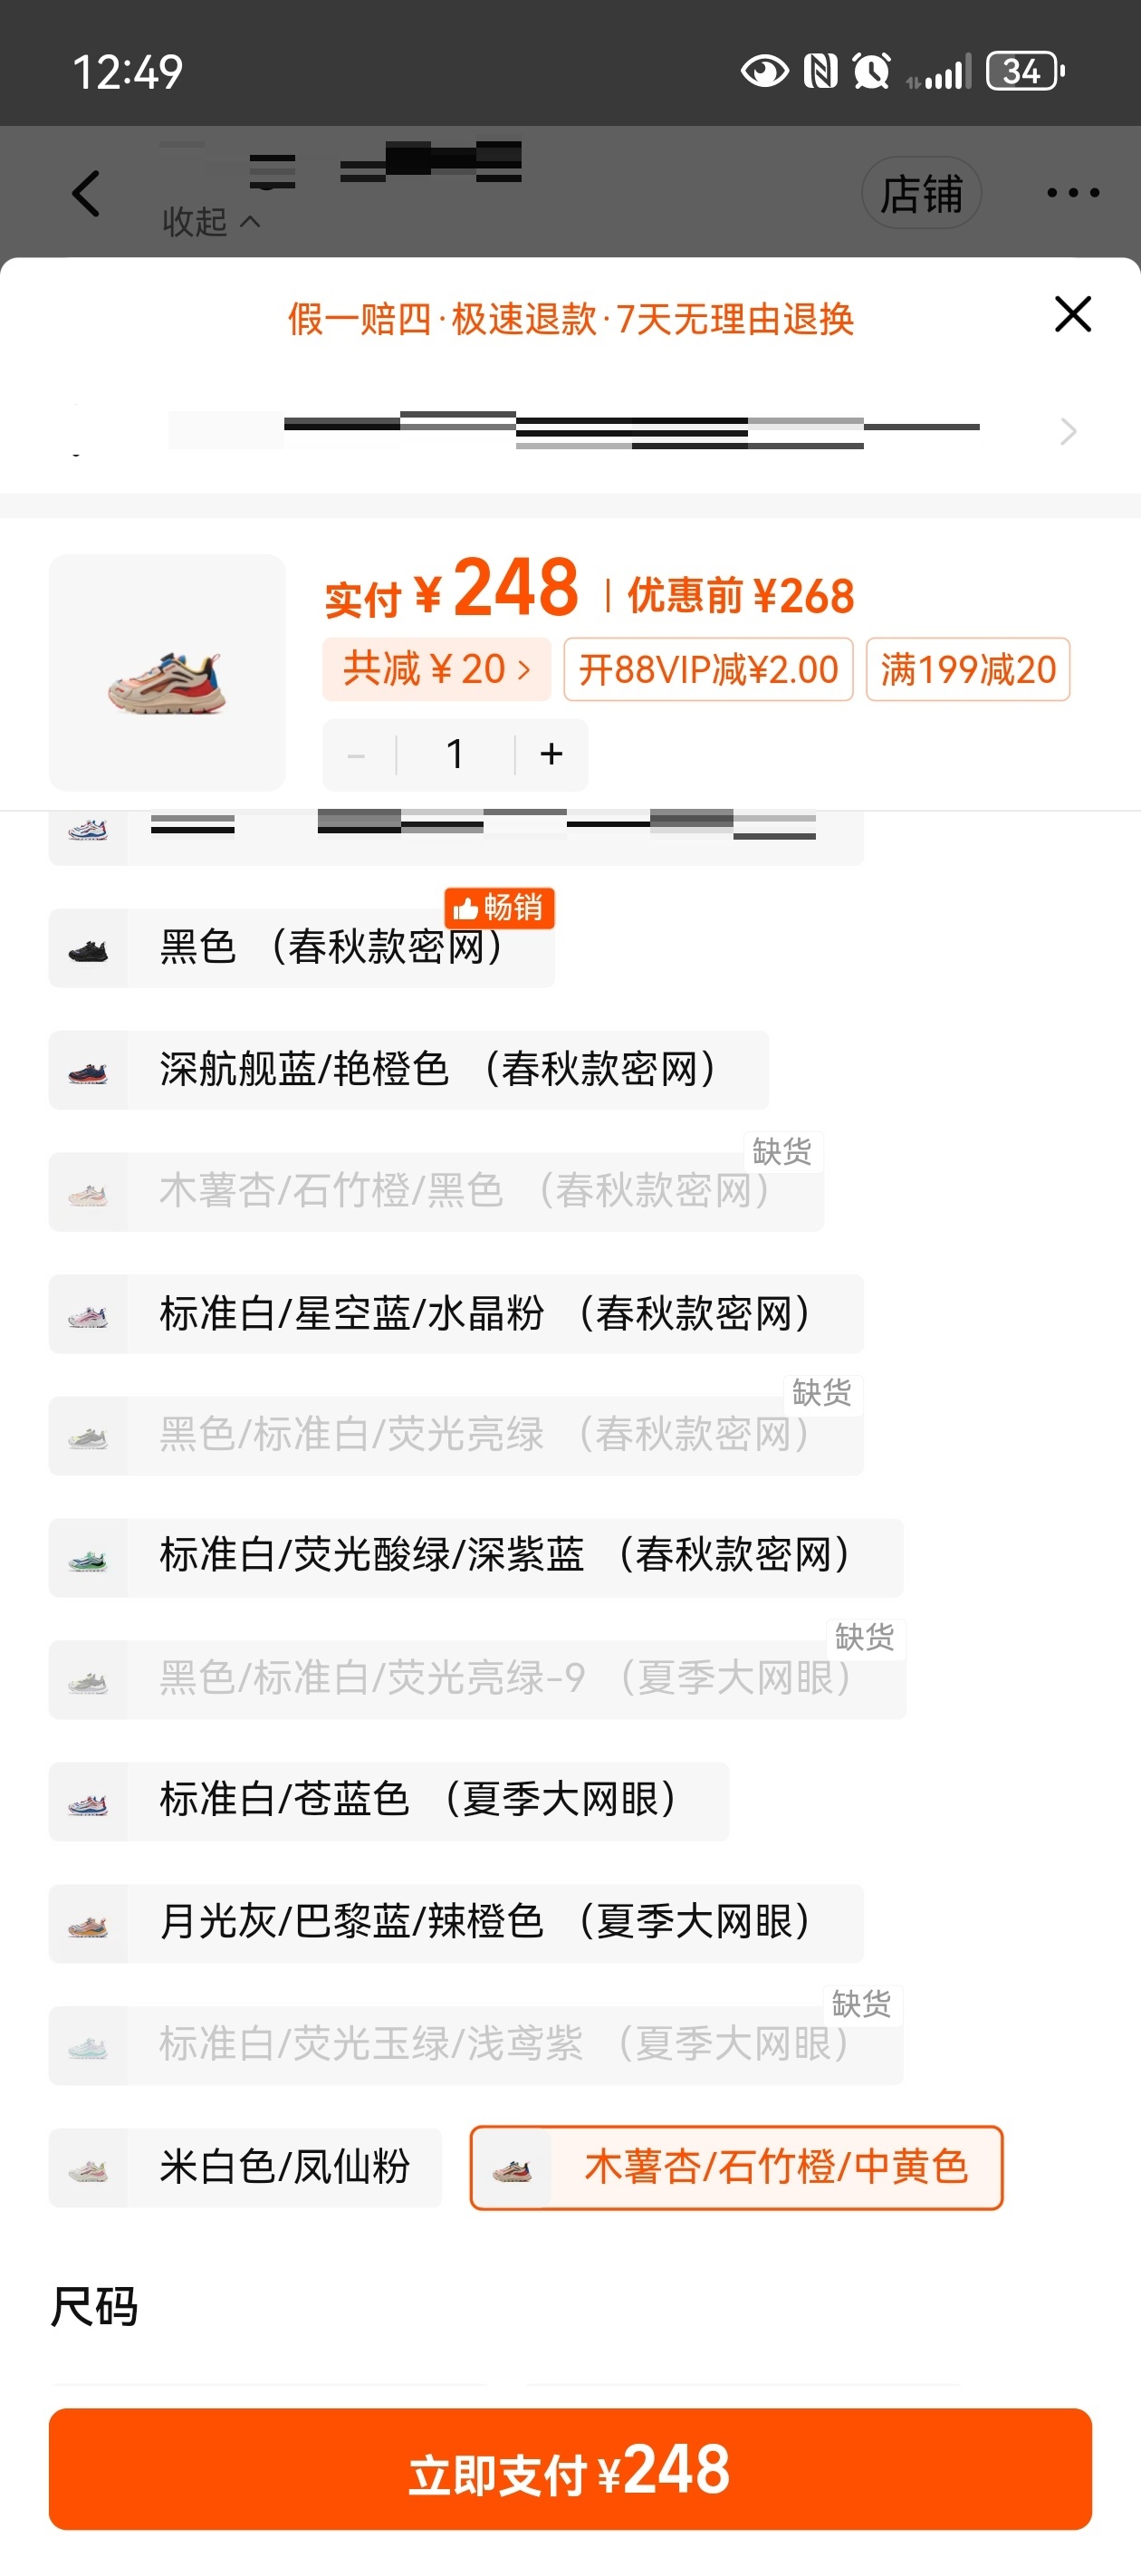 12:49
34
收起
店铺
假一赔四·极速退款·7天无理由退换
实付¥248 | 优惠前¥268
共减¥20 >
开88VIP减¥2.00
满199减20
− 1 +
畅销
黑色 （春秋款密网）
深航舰蓝/艳橙色 （春秋款密网）
缺货
木薯杏/石竹橙/黑色 （春秋款密网）
标准白/星空蓝/水晶粉 （春秋款密网）
缺货
黑色/标准白/荧光亮绿 （春秋款密网）
标准白/荧光酸绿/深紫蓝 （春秋款密网）
缺货
黑色/标准白/荧光亮绿-9 （夏季大网眼）
标准白/苍蓝色 （夏季大网眼）
月光灰/巴黎蓝/辣橙色 （夏季大网眼）
缺货
标准白/荧光玉绿/浅鸢紫 （夏季大网眼）
米白色/凤仙粉
木薯杏/石竹橙/中黄色
尺码
立即支付 ¥248